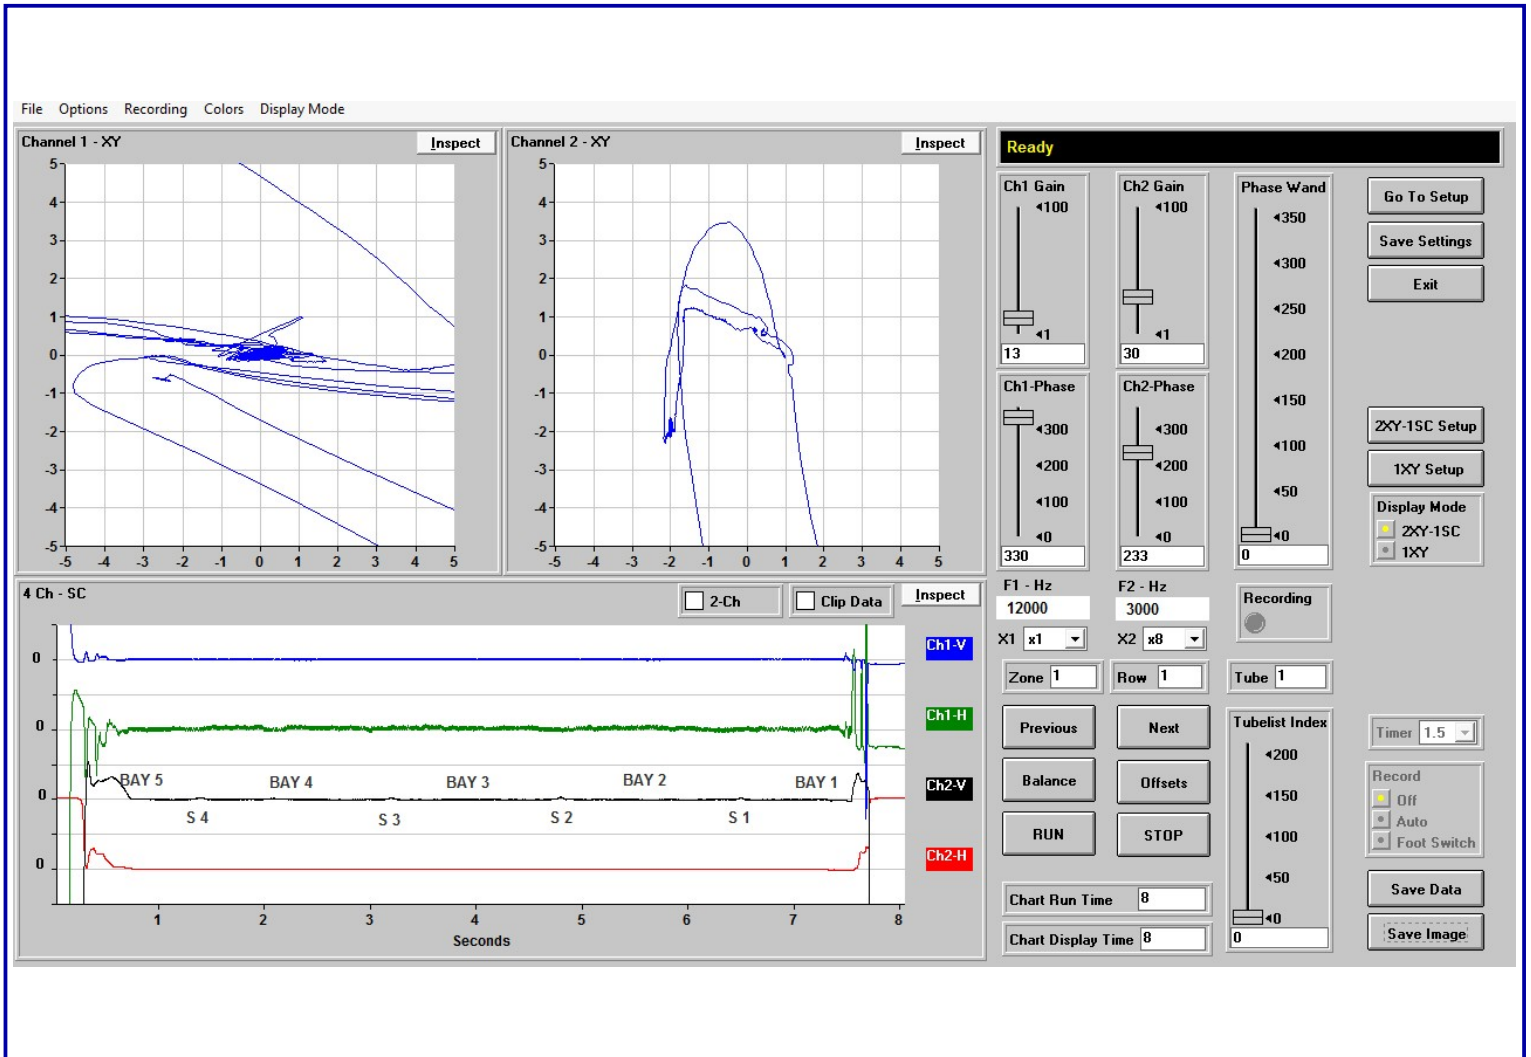 File Options Recording Colors Display Mode
Channel 1 - XY
Inspect
5
4
3
2
1
0
-1
-2
-3
-4
-5
-5 -4 -3 -2 -1 0 1 2 3 4 5
Channel 2 - XY
Inspect
5
4
3
2
1
0
-1
-2
-3
-4
-5
-5 -4 -3 -2 -1 0 1 2 3 4 5
4 Ch - SC
2-Ch
Clip Data
Inspect
0
0
0
0
Ch1-V
Ch1-H
Ch2-V
Ch2-H
BAY 5 BAY 4 BAY 3 BAY 2 BAY 1
S 4 S 3 S 2 S 1
1 2 3 4 5 6 7 8
Seconds
Ready
Ch1 Gain
100
1
13
Ch2 Gain
100
1
30
Phase Wand
350
300
250
200
150
100
50
0
0
Ch1-Phase
300
200
100
0
330
Ch2-Phase
300
200
100
0
233
Go To Setup
Save Settings
Exit
2XY-1SC Setup
1XY Setup
Display Mode
2XY-1SC
1XY
F1 - Hz
12000
F2 - Hz
3000
Recording
X1 x1
X2 x8
Zone 1
Row 1
Tube 1
Previous
Next
Balance
Offsets
RUN
STOP
Tubelist Index
200
150
100
50
0
0
Timer 1.5
Record
Off
Auto
Foot Switch
Chart Run Time 8
Chart Display Time 8
Save Data
Save Image